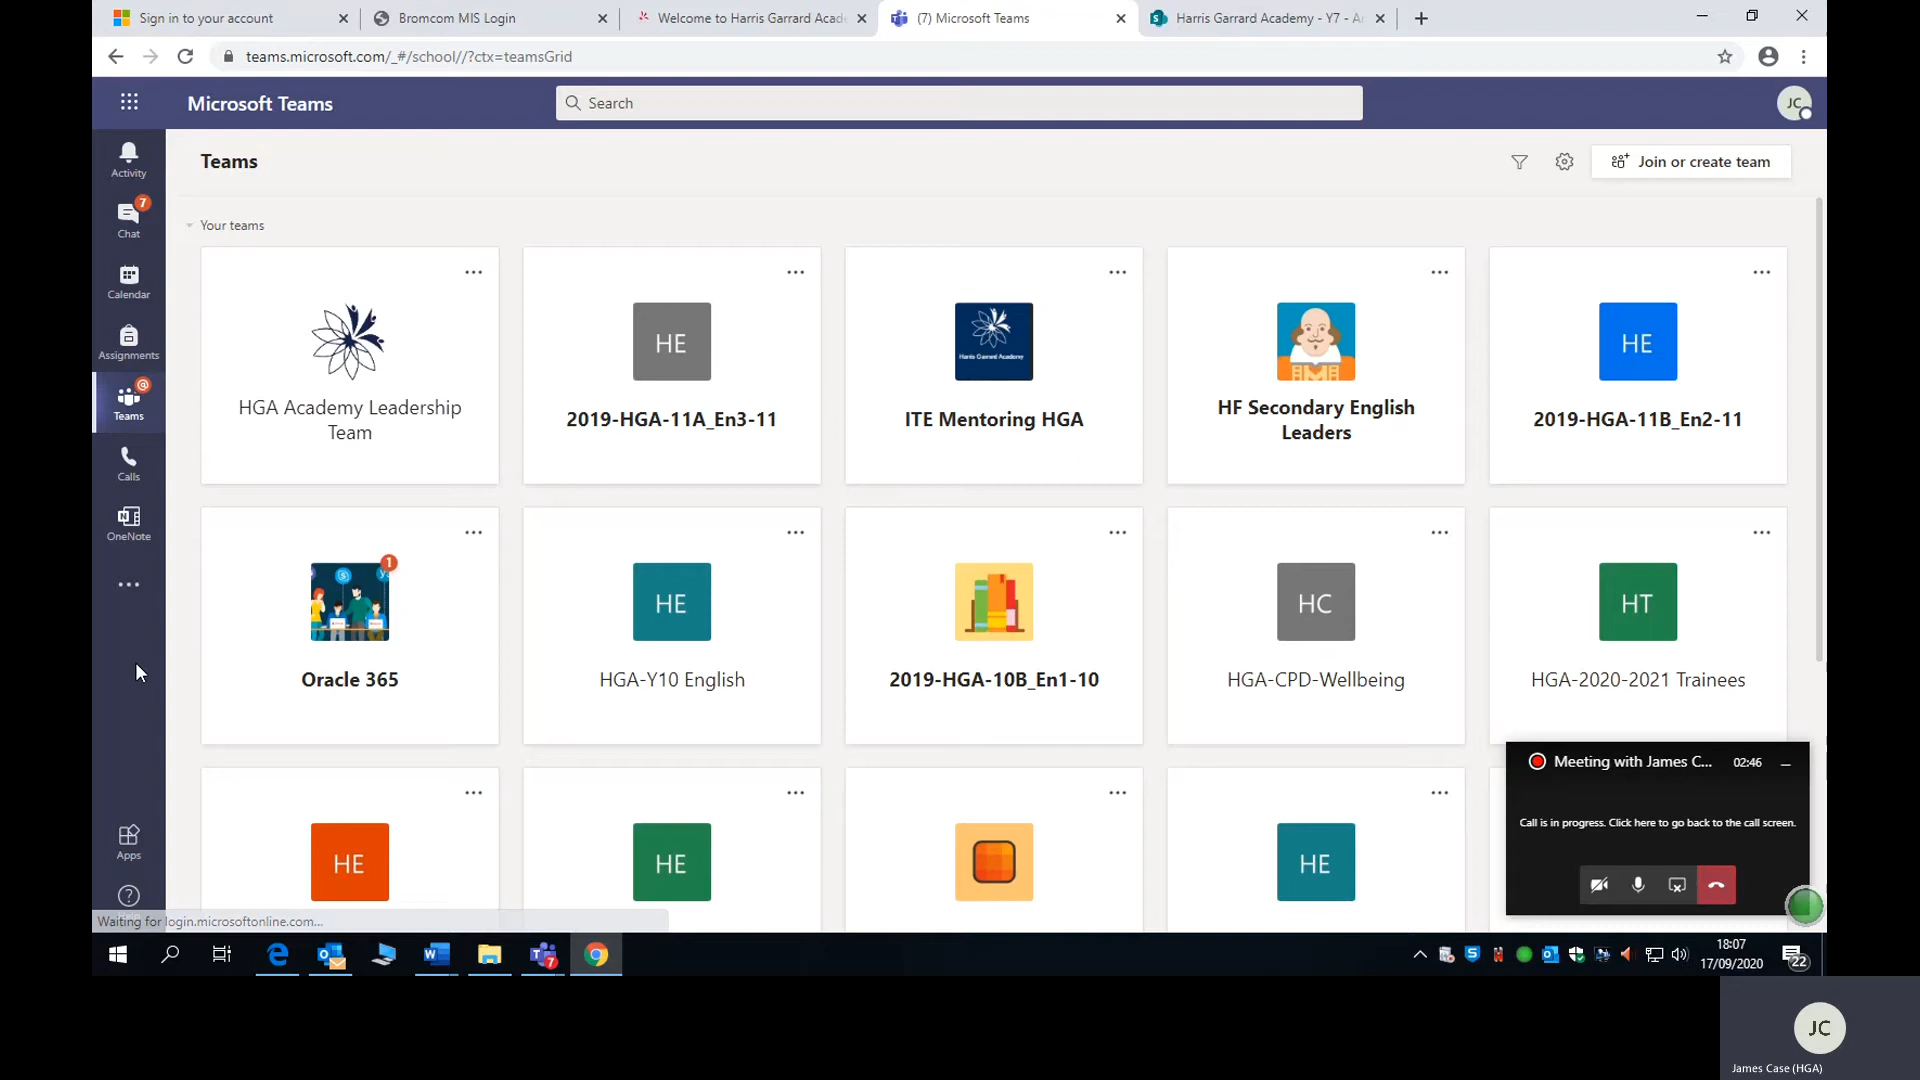 Sign in to your account
Bromcom MIS Login
Welcome to Harris Garrard Acade
(7) Microsoft Teams
Harris Garrard Academy - Y7 - A
teams.microsoft.com/_#/school//?ctx=teamsGrid
Microsoft Teams
Search
JC
Activity
7
Chat
Calendar
Assignments
@
Teams
Calls
OneNote
Apps
Teams
Join or create team
Your teams
HGA Academy Leadership
Team
HE
2019-HGA-11A_En3-11
Harris Garrard Academy
ITE Mentoring HGA
HF Secondary English
Leaders
HE
2019-HGA-11B_En2-11
1
Oracle 365
HE
HGA-Y10 English
2019-HGA-10B_En1-10
HC
HGA-CPD-Wellbeing
HT
HGA-2020-2021 Trainees
HE
HE
HE
Meeting with James C...
02:46
Call is in progress. Click here to go back to the call screen.
Waiting for login.microsoftonline.com...
7
18:07
17/09/2020
22
JC
James Case (HGA)